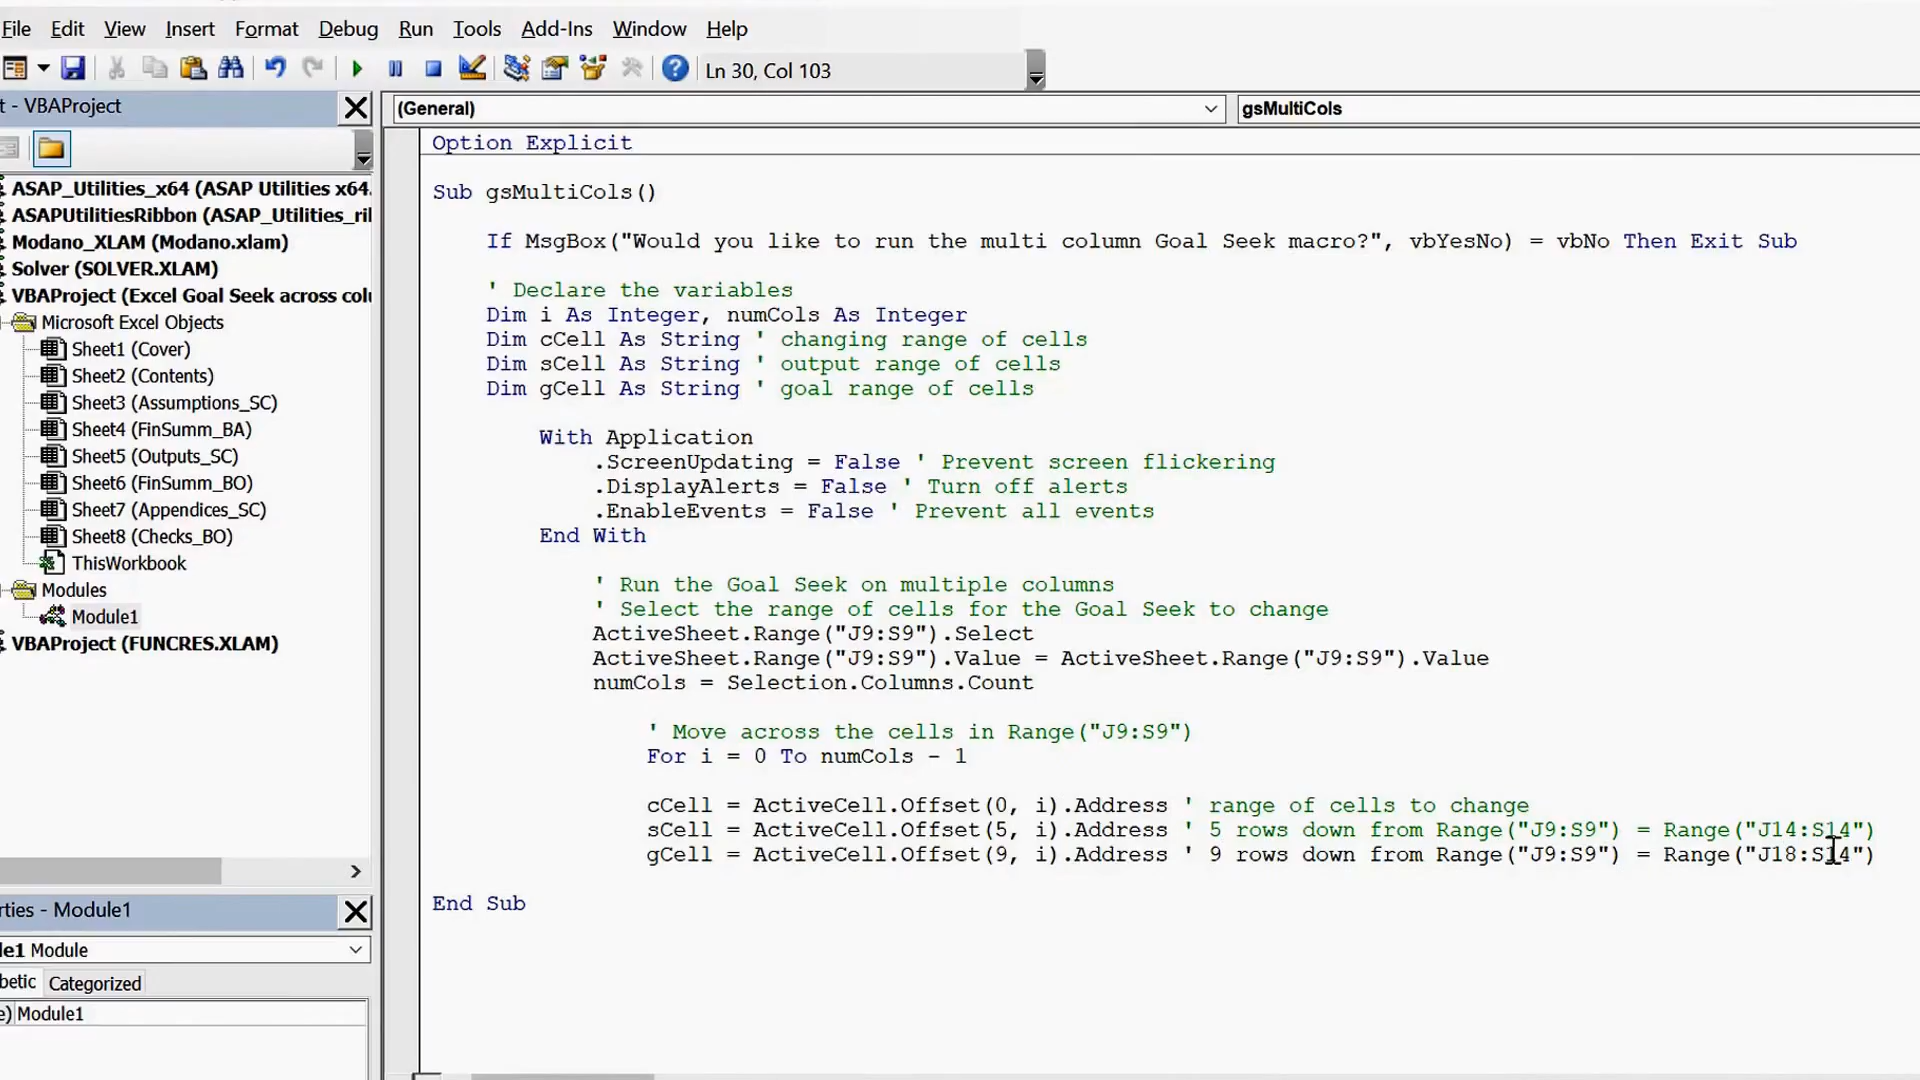 File Edit View Insert Format Debug Run Tools Add-Ins Window Help
Ln 30, Col 103
t - VBAProject
(General)
gsMultiCols
ASAP_Utilities_x64 (ASAP Utilities x64.
ASAPUtilitiesRibbon (ASAP_Utilities_ril
Modano_XLAM (Modano.xlam)
Solver (SOLVER.XLAM)
VBAProject (Excel Goal Seek across colu
Microsoft Excel Objects
Sheet1 (Cover)
Sheet2 (Contents)
Sheet3 (Assumptions_SC)
Sheet4 (FinSumm_BA)
Sheet5 (Outputs_SC)
Sheet6 (FinSumm_BO)
Sheet7 (Appendices_SC)
Sheet8 (Checks_BO)
ThisWorkbook
Modules
Module1
VBAProject (FUNCRES.XLAM)
rties - Module1
le1 Module
betic Categorized
e) Module1
Option Explicit
Sub gsMultiCols()
If MsgBox("Would you like to run the multi column Goal Seek macro?", vbYesNo) = vbNo Then Exit Sub
' Declare the variables
Dim i As Integer, numCols As Integer
Dim cCell As String ' changing range of cells
Dim sCell As String ' output range of cells
Dim gCell As String ' goal range of cells
With Application
.ScreenUpdating = False ' Prevent screen flickering
.DisplayAlerts = False ' Turn off alerts
.EnableEvents = False ' Prevent all events
End With
' Run the Goal Seek on multiple columns
' Select the range of cells for the Goal Seek to change
ActiveSheet.Range("J9:S9").Select
ActiveSheet.Range("J9:S9").Value = ActiveSheet.Range("J9:S9").Value
numCols = Selection.Columns.Count
' Move across the cells in Range("J9:S9")
For i = 0 To numCols - 1
cCell = ActiveCell.Offset(0, i).Address ' range of cells to change
sCell = ActiveCell.Offset(5, i).Address ' 5 rows down from Range("J9:S9") = Range("J14:S14")
gCell = ActiveCell.Offset(9, i).Address ' 9 rows down from Range("J9:S9") = Range("J18:S14")
End Sub